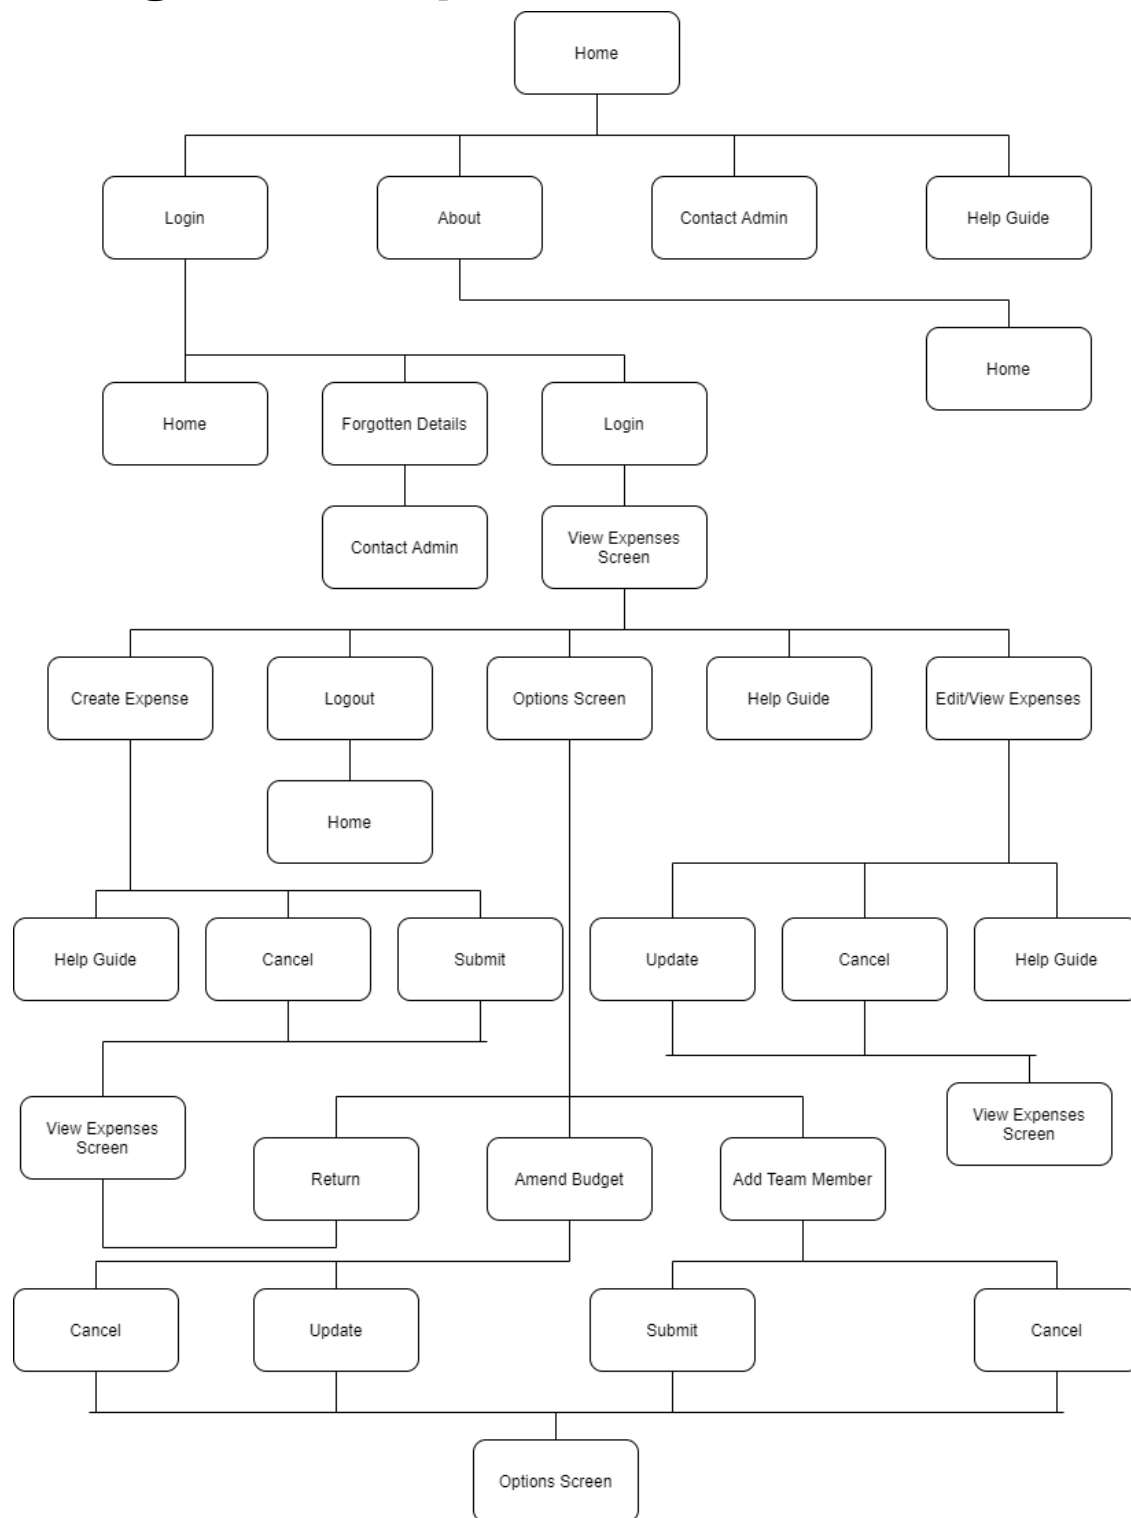 Home
Login
About
Contact Admin
Help Guide
Home
Home
Forgotten Details
Login
Contact Admin
View Expenses
Screen
Create Expense
Logout
Options Screen
Help Guide
Edit/View Expenses
Home
Help Guide
Cancel
Submit
Update
Cancel
Help Guide
View Expenses
Screen
View Expenses
Screen
Return
Amend Budget
Add Team Member
Cancel
Update
Submit
Cancel
Options Screen